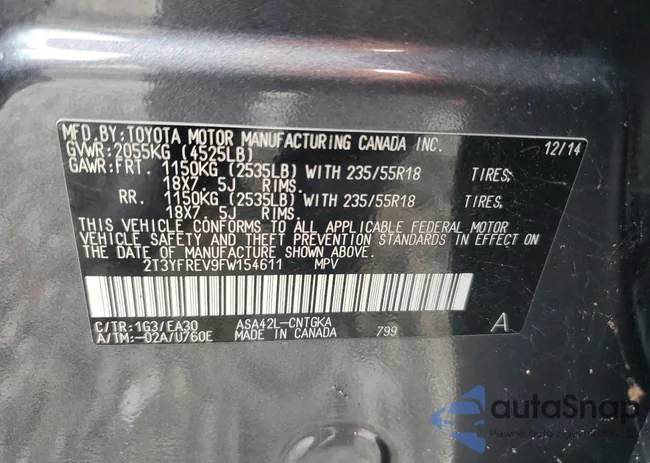 MFD. BY: TOYOTA MOTOR MANUFACTURING CANADA INC. 12/14
GVWR: 2055KG (4525LB)
GAWR: FRT. 1150KG (2535LB) WITH 235/55R18 TIRES;
18X7. 5J RIMS.
RR. 1150KG (2535LB) WITH 235/55R18 TIRES;
18X7. 5J RIMS.
THIS VEHICLE CONFORMS TO ALL APPLICABLE FEDERAL MOTOR
VEHICLE SAFETY AND THEFT PREVENTION STANDARDS IN EFFECT ON
THE DATE OF MANUFACTURE SHOWN ABOVE.
2T3YFREV9FW154611 MPV
C/TR: 1G3/EA30 ASA42L-CNTGKA A
A/TM:-02A/U760E MADE IN CANADA 799
autaSnap